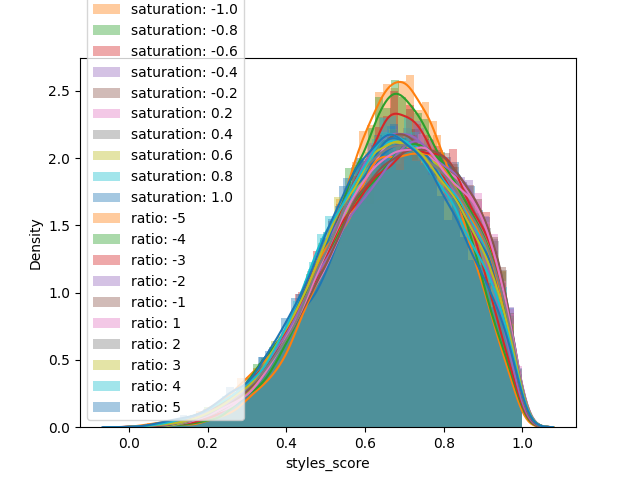 saturation: -1.0
saturation: -0.8
saturation: -0.6
saturation: -0.4
saturation: -0.2
saturation: 0.2
saturation: 0.4
saturation: 0.6
saturation: 0.8
saturation: 1.0
ratio: -5
ratio: -4
ratio: -3
ratio: -2
ratio: -1
ratio: 1
ratio: 2
ratio: 3
ratio: 4
ratio: 5
2.5
2.0
1.5
1.0
0.5
0.0
Density
0.0 0.2 0.4 0.6 0.8 1.0
styles_score